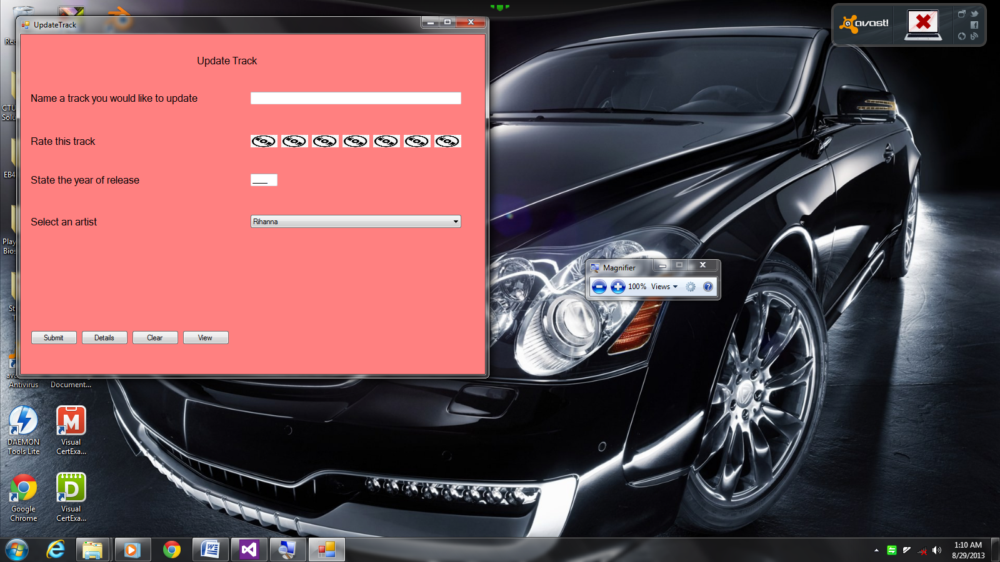 UpdateTrack
Update Track
Name a track you would like to update
Rate this track
State the year of release
Select an artist
Rihanna
Submit
Details
Clear
View
avast!
Magnifier
100%
Views
CTU
Solu
EB4
Play
Bios
St
T
ava
Antivirus
Document...
DAEMON
Tools Lite
Visual
CertExa...
Google
Chrome
Visual
CertExa...
1:10 AM
8/29/2013